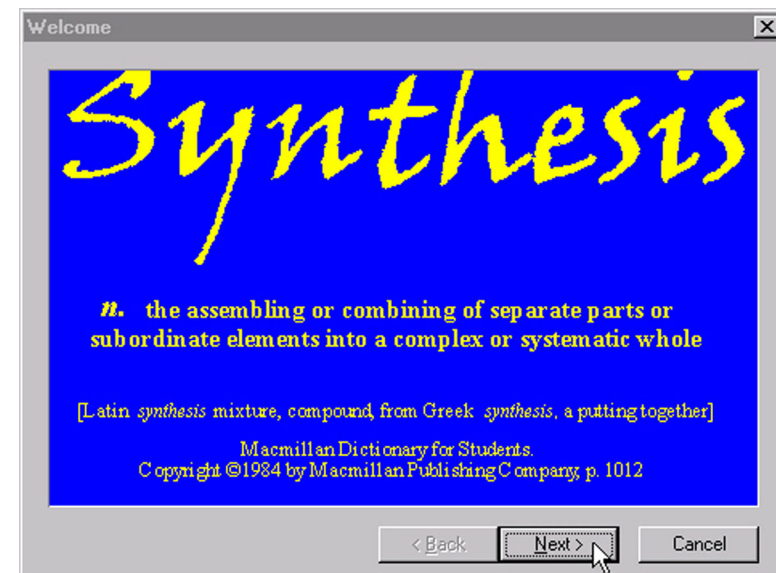 Welcome
Synthesis
n. the assembling or combining of separate parts or
subordinate elements into a complex or systematic whole
[Latin synthesis mixture, compound, from Greek synthesis, a putting together]
Macmillan Dictionary for Students.
Copyright ©1984 by Macmillan Publishing Company, p. 1012
< Back Next > Cancel